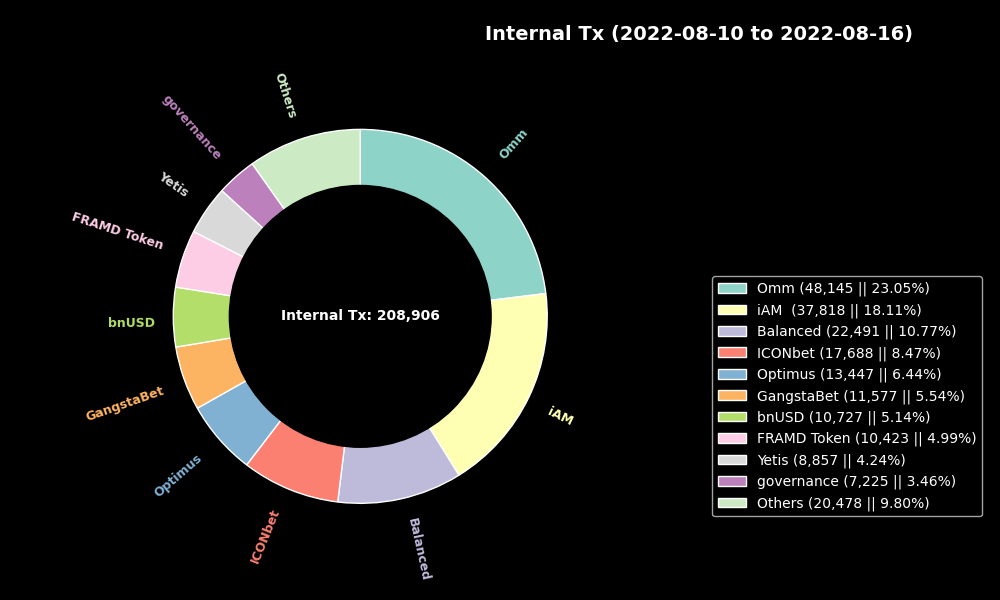 Internal Tx (2022-08-10 to 2022-08-16)
Others
governance
Omm
Yetis
FRAMD Token
bnUSD
Internal Tx: 208,906
GangstaBet
iAM
Optimus
ICONbet
Balanced
Omm (48,145 || 23.05%)
iAM  (37,818 || 18.11%)
Balanced (22,491 || 10.77%)
ICONbet (17,688 || 8.47%)
Optimus (13,447 || 6.44%)
GangstaBet (11,577 || 5.54%)
bnUSD (10,727 || 5.14%)
FRAMD Token (10,423 || 4.99%)
Yetis (8,857 || 4.24%)
governance (7,225 || 3.46%)
Others (20,478 || 9.80%)